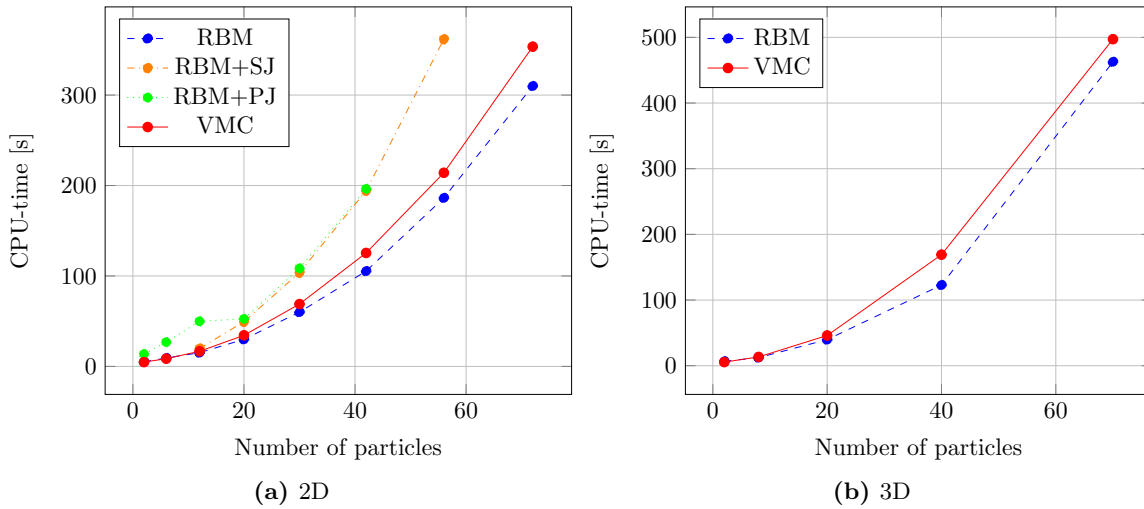 RBM
RBM+SJ
RBM+PJ
VMC
300
200
100
0
CPU-time [s]
0
20
40
60
Number of particles
(a) 2D
RBM
VMC
500
400
300
200
100
0
CPU-time [s]
0
20
40
60
Number of particles
(b) 3D